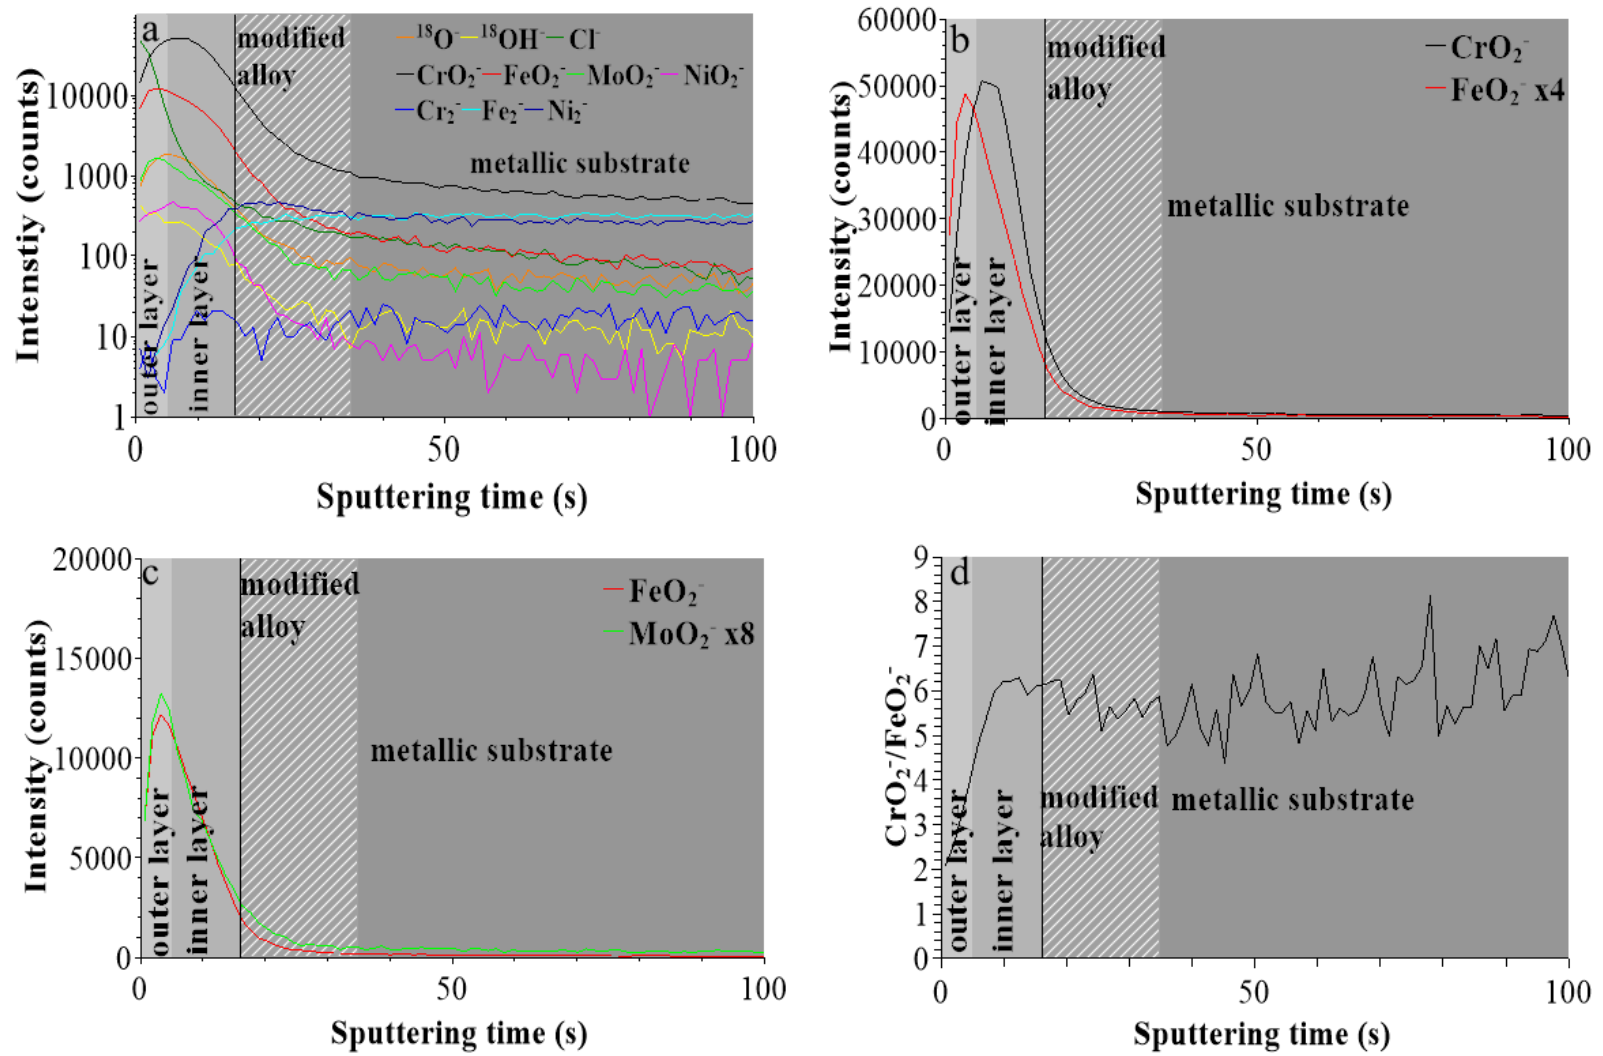 a
modified
alloy
¹⁸O⁻ ¹⁸OH⁻ Cl⁻
CrO₂⁻ FeO₂⁻ MoO₂⁻ NiO₂⁻
Cr₂⁻ Fe₂⁻ Ni₂⁻
metallic substrate
outer layer
inner layer
Intenstiy (counts)
10000
1000
100
10
1
0 50 100
Sputtering time (s)
b
modified
alloy
CrO₂⁻
FeO₂⁻ x4
metallic substrate
outer layer
inner layer
Intensity (counts)
60000
50000
40000
30000
20000
10000
0
0 50 100
Sputtering time (s)
c
modified
alloy
FeO₂⁻
MoO₂⁻ x8
metallic substrate
outer layer
inner layer
Intensity (counts)
20000
15000
10000
5000
0
0 50 100
Sputtering time (s)
d
modified
alloy
metallic substrate
outer layer
inner layer
CrO₂⁻/FeO₂⁻
9
8
7
6
5
4
3
2
1
0
0 50 100
Sputtering time (s)